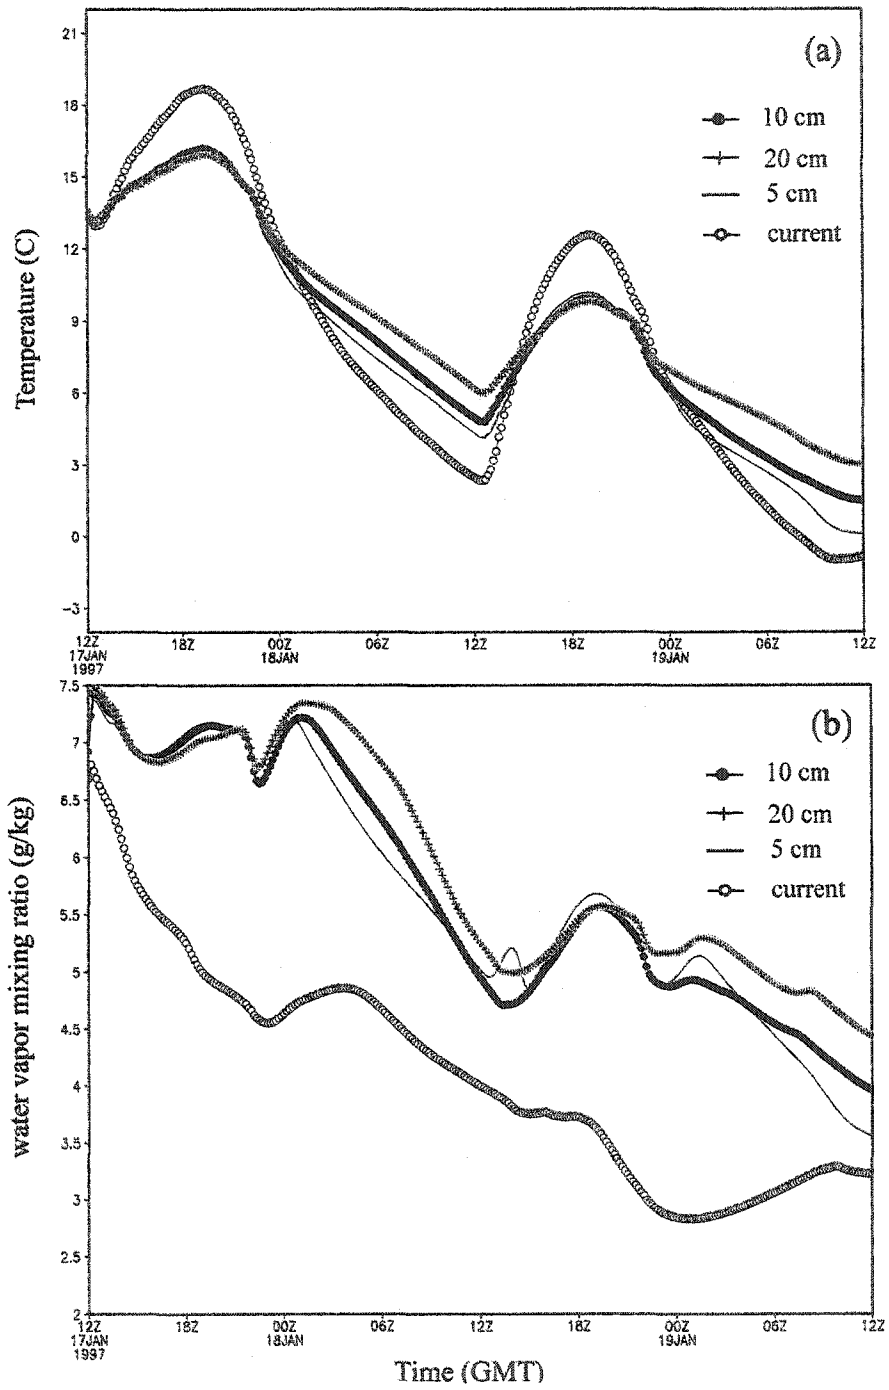 (a)
10 cm
20 cm
5 cm
current
Temperature (C)
21
18
15
12
9
6
3
0
-3
12Z 18Z 00Z 06Z 12Z 18Z 00Z 06Z 12Z
17JAN 18JAN 19JAN
1997
(b)
10 cm
20 cm
5 cm
current
water vapor mixing ratio (g/kg)
7.5
7
6.5
6
5.5
5
4.5
4
3.5
3
2.5
2
12Z 18Z 00Z 06Z 12Z 18Z 00Z 06Z 12Z
17JAN 18JAN 19JAN
1997
Time (GMT)